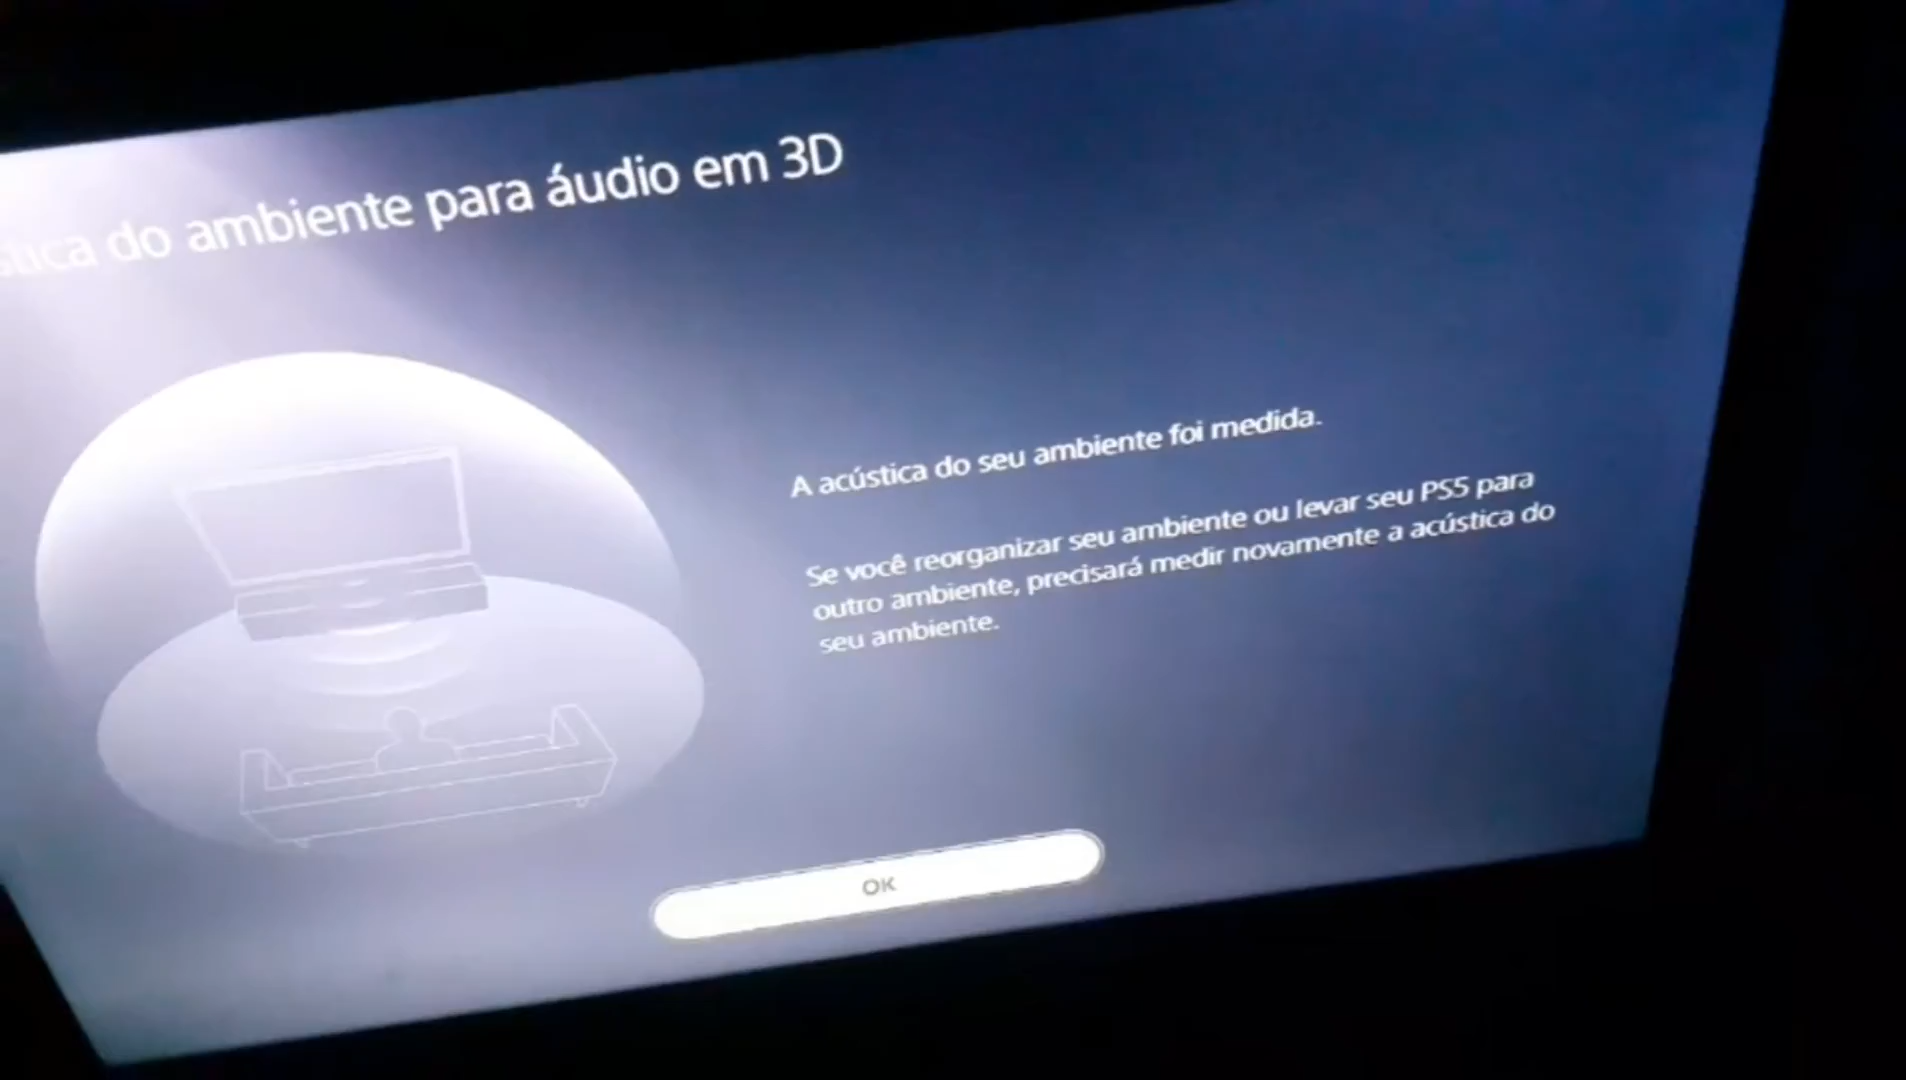 do ambiente para áudio em 3D
A acústica do seu ambiente foi medida.
Se você reorganizar seu ambiente ou levar seu PS5 para
outro ambiente, precisará medir novamente a acústica do
seu ambiente.
OK